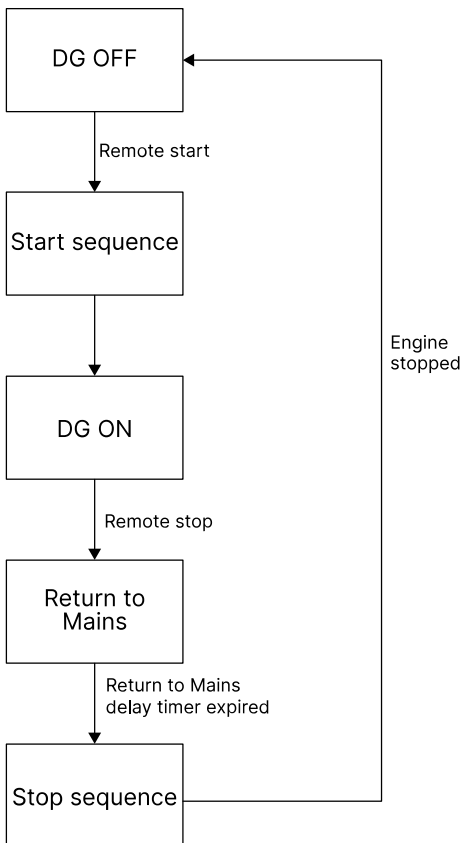 DG OFF
Remote start
Start sequence
Engine
stopped
DG ON
Remote stop
Return to
Mains
Return to Mains
delay timer expired
Stop sequence